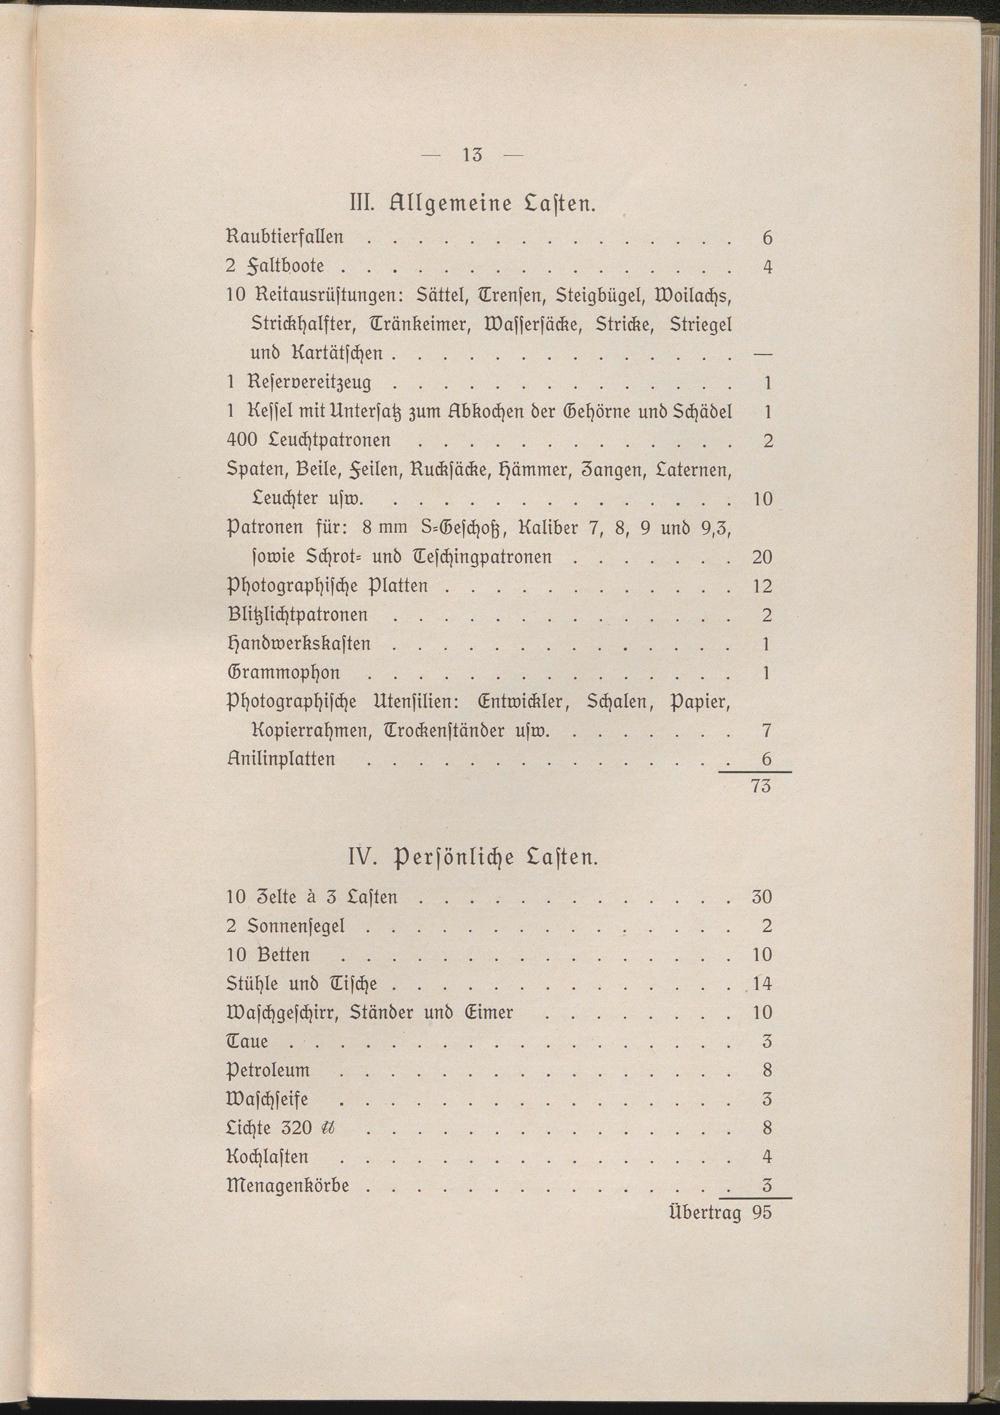 — 13 —
III. Allgemeine Laſten.
Raubtierfallen . . . . . . . . . . . . . . . 6
2 Faltboote . . . . . . . . . . . . . . . . 4
10 Reitausrüſtungen: Sättel, Trenſen, Steigbügel, Woilachs,
Strickhalfter, Tränkeimer, Waſſerſäcke, Stricke, Striegel
und Kartätſchen . . . . . . . . . . . . . . —
1 Reſervereitzeug . . . . . . . . . . . . . . 1
1 Keſſel mit Unterſatz zum Abkochen der Gehörne und Schädel 1
400 Leuchtpatronen . . . . . . . . . . . . . 2
Spaten, Beile, Feilen, Ruckſäcke, Hämmer, Zangen, Laternen,
Leuchter uſw. . . . . . . . . . . . . . . 10
Patronen für: 8 mm S-Geſchoß, Kaliber 7, 8, 9 und 9,3,
ſowie Schrot- und Teſchingpatronen . . . . . . . 20
Photographiſche Platten . . . . . . . . . . . . 12
Blitzlichtpatronen . . . . . . . . . . . . . . 2
Handwerkskaſten . . . . . . . . . . . . . . 1
Grammophon . . . . . . . . . . . . . . . 1
Photographiſche Utenſilien: Entwickler, Schalen, Papier,
Kopierrahmen, Trockenſtänder uſw. . . . . . . . 7
Anilinplatten . . . . . . . . . . . . . . . 6
73
IV. Perſönliche Laſten.
10 Zelte à 3 Laſten . . . . . . . . . . . . . 30
2 Sonnenſegel . . . . . . . . . . . . . . . 2
10 Betten . . . . . . . . . . . . . . . . 10
Stühle und Tiſche . . . . . . . . . . . . . . 14
Waſchgeſchirr, Ständer und Eimer . . . . . . . . 10
Taue . . . . . . . . . . . . . . . . . . 3
Petroleum . . . . . . . . . . . . . . . . 8
Waſchſeife . . . . . . . . . . . . . . . . 3
Lichte 320 ℔ . . . . . . . . . . . . . . . 8
Kochlaſten . . . . . . . . . . . . . . . . 4
Menagenkörbe . . . . . . . . . . . . . . . 3
Übertrag 95